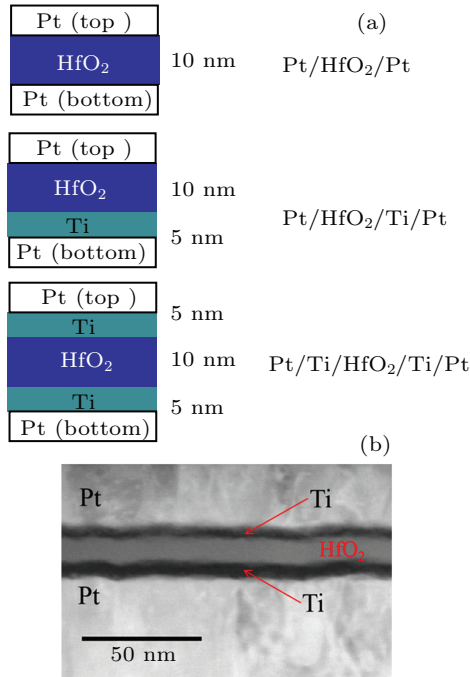 Pt (top )
(a)
HfO₂
10 nm
Pt/HfO₂/Pt
Pt (bottom)
Pt (top )
HfO₂
10 nm
Pt/HfO₂/Ti/Pt
Ti
5 nm
Pt (bottom)
Pt (top )
5 nm
Ti
HfO₂
10 nm
Pt/Ti/HfO₂/Ti/Pt
Ti
5 nm
Pt (bottom)
(b)
Pt
Ti
HfO₂
Pt
Ti
50 nm